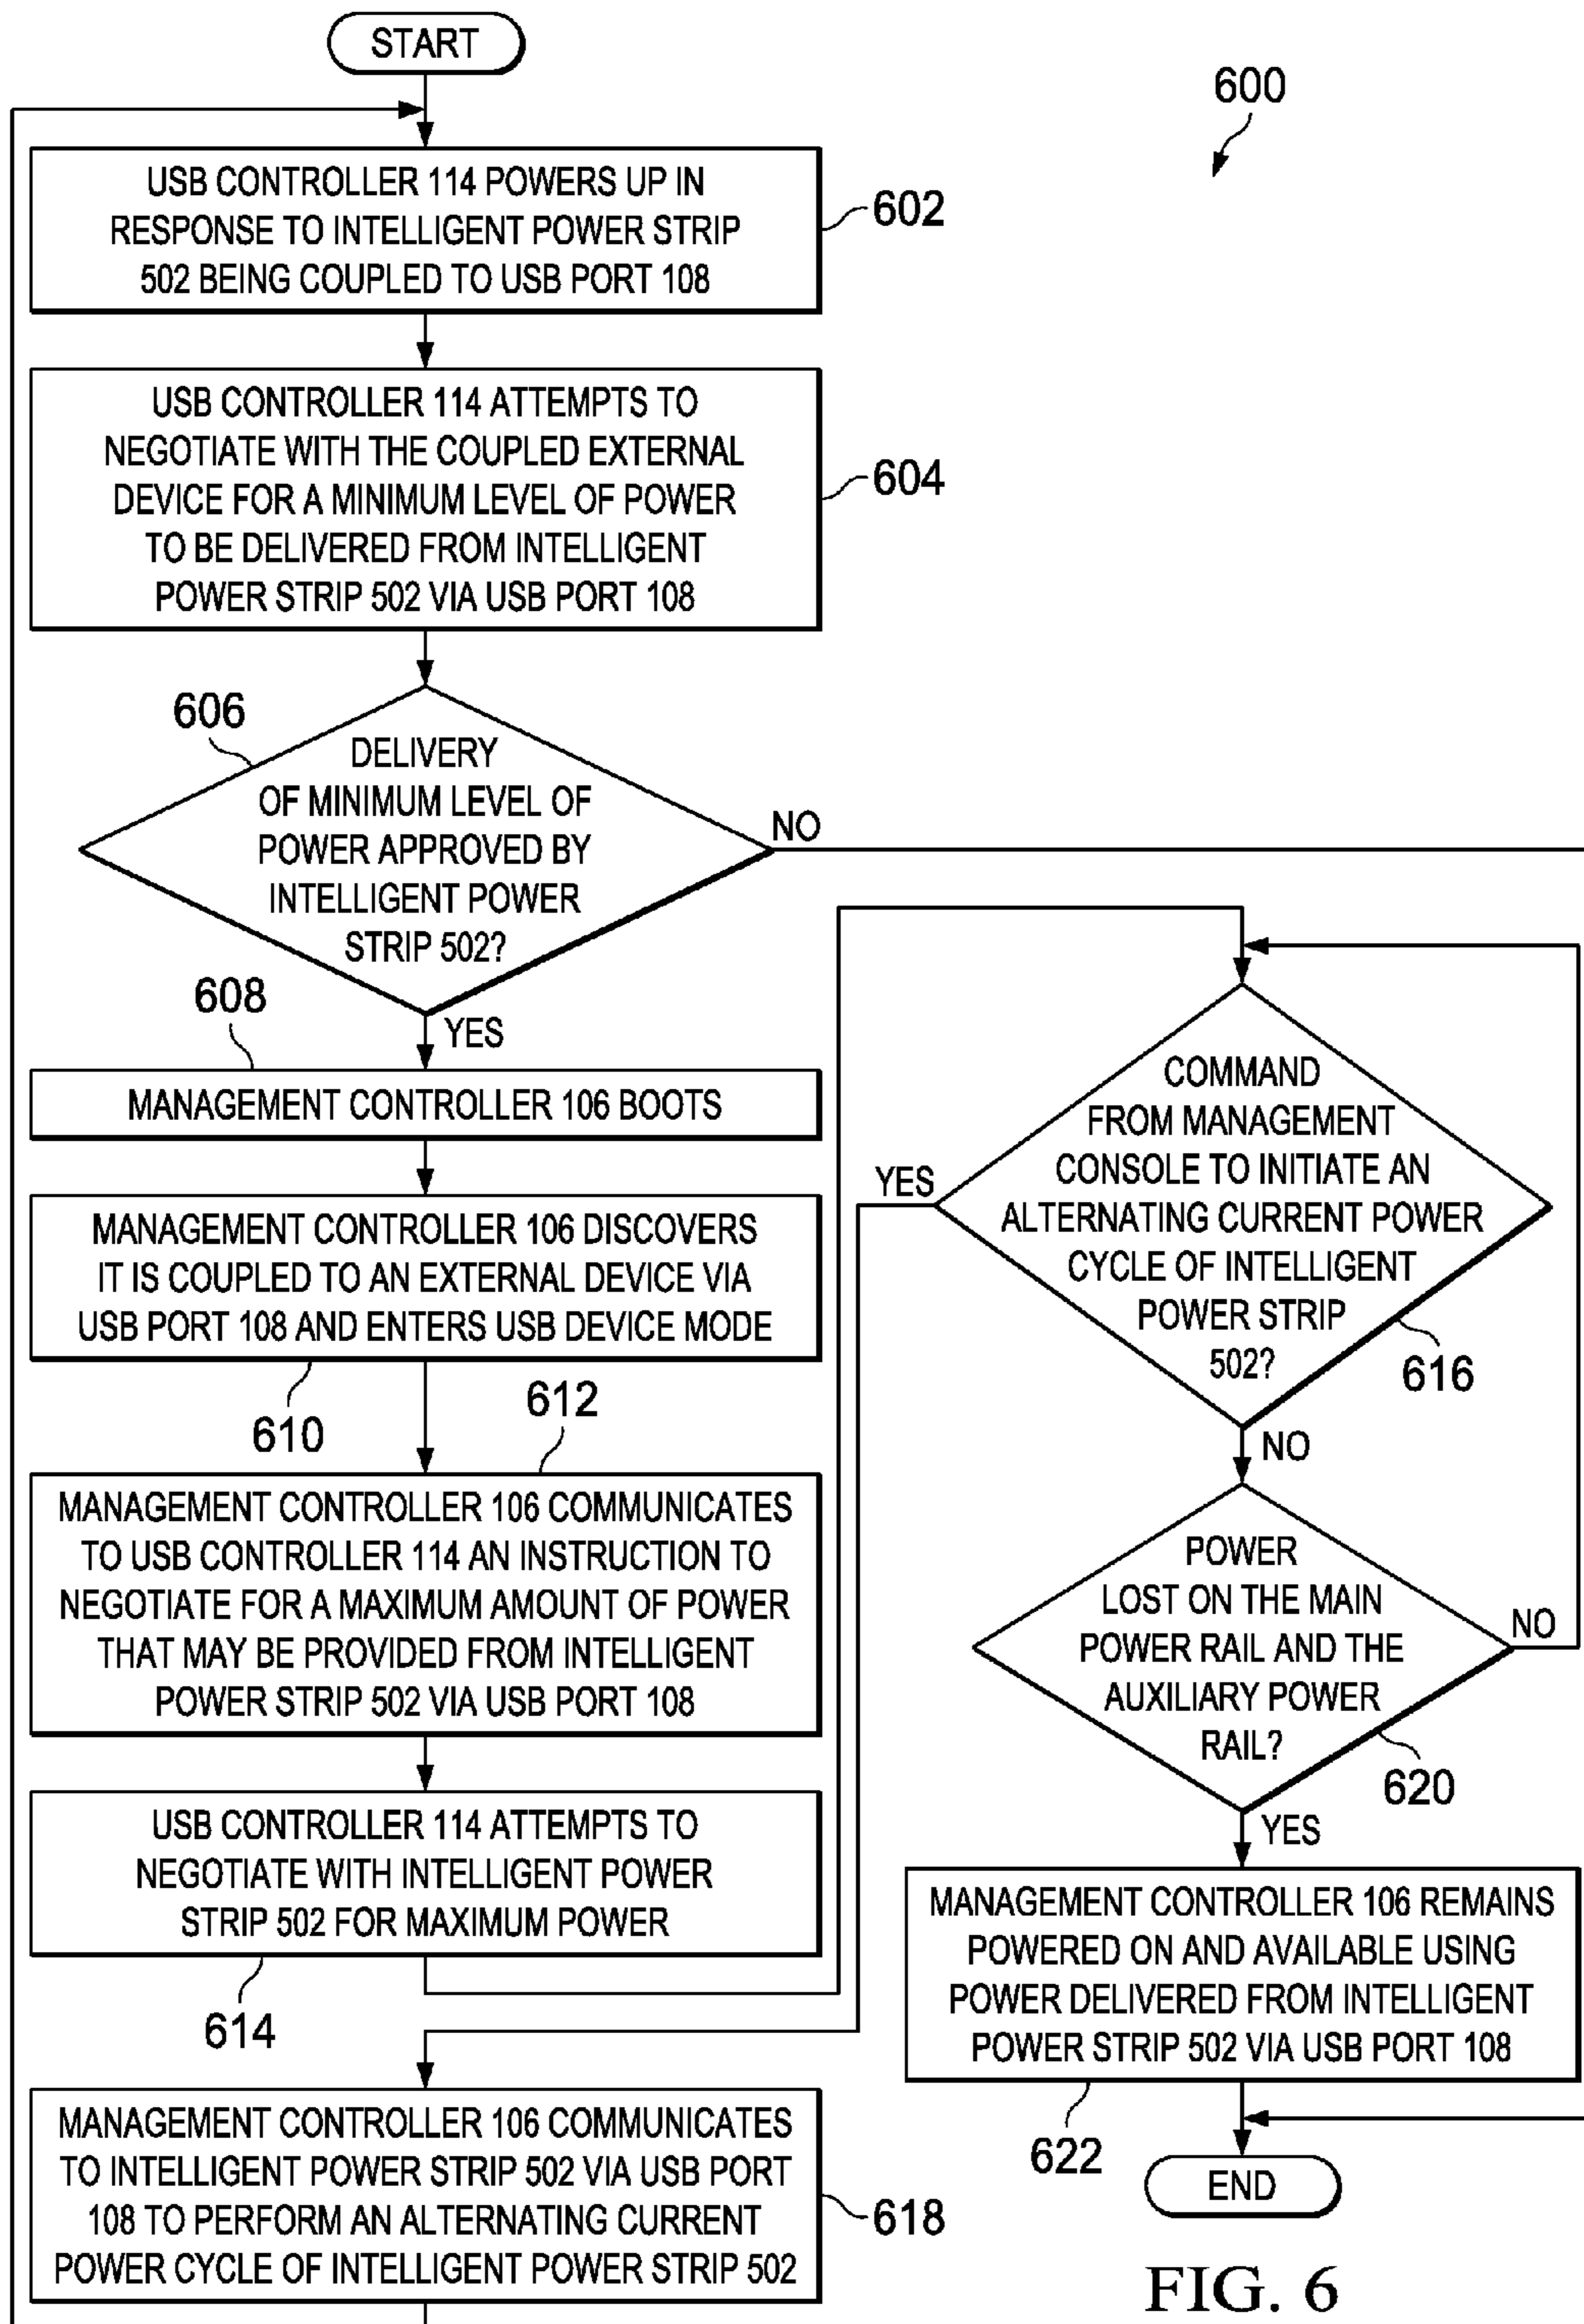 START
600
USB CONTROLLER 114 POWERS UP IN
RESPONSE TO INTELLIGENT POWER STRIP
502 BEING COUPLED TO USB PORT 108
602
USB CONTROLLER 114 ATTEMPTS TO
NEGOTIATE WITH THE COUPLED EXTERNAL
DEVICE FOR A MINIMUM LEVEL OF POWER
TO BE DELIVERED FROM INTELLIGENT
POWER STRIP 502 VIA USB PORT 108
604
606
DELIVERY
OF MINIMUM LEVEL OF
POWER APPROVED BY
INTELLIGENT POWER
STRIP 502?
NO
YES
608
MANAGEMENT CONTROLLER 106 BOOTS
MANAGEMENT CONTROLLER 106 DISCOVERS
IT IS COUPLED TO AN EXTERNAL DEVICE VIA
USB PORT 108 AND ENTERS USB DEVICE MODE
610
612
MANAGEMENT CONTROLLER 106 COMMUNICATES
TO USB CONTROLLER 114 AN INSTRUCTION TO
NEGOTIATE FOR A MAXIMUM AMOUNT OF POWER
THAT MAY BE PROVIDED FROM INTELLIGENT
POWER STRIP 502 VIA USB PORT 108
USB CONTROLLER 114 ATTEMPTS TO
NEGOTIATE WITH INTELLIGENT POWER
STRIP 502 FOR MAXIMUM POWER
614
COMMAND
FROM MANAGEMENT
CONSOLE TO INITIATE AN
ALTERNATING CURRENT POWER
CYCLE OF INTELLIGENT
POWER STRIP
502?
616
YES
NO
MANAGEMENT CONTROLLER 106 COMMUNICATES
TO INTELLIGENT POWER STRIP 502 VIA USB PORT
108 TO PERFORM AN ALTERNATING CURRENT
POWER CYCLE OF INTELLIGENT POWER STRIP 502
618
POWER
LOST ON THE MAIN
POWER RAIL AND THE
AUXILIARY POWER
RAIL?
620
NO
YES
MANAGEMENT CONTROLLER 106 REMAINS
POWERED ON AND AVAILABLE USING
POWER DELIVERED FROM INTELLIGENT
POWER STRIP 502 VIA USB PORT 108
622
END
FIG. 6